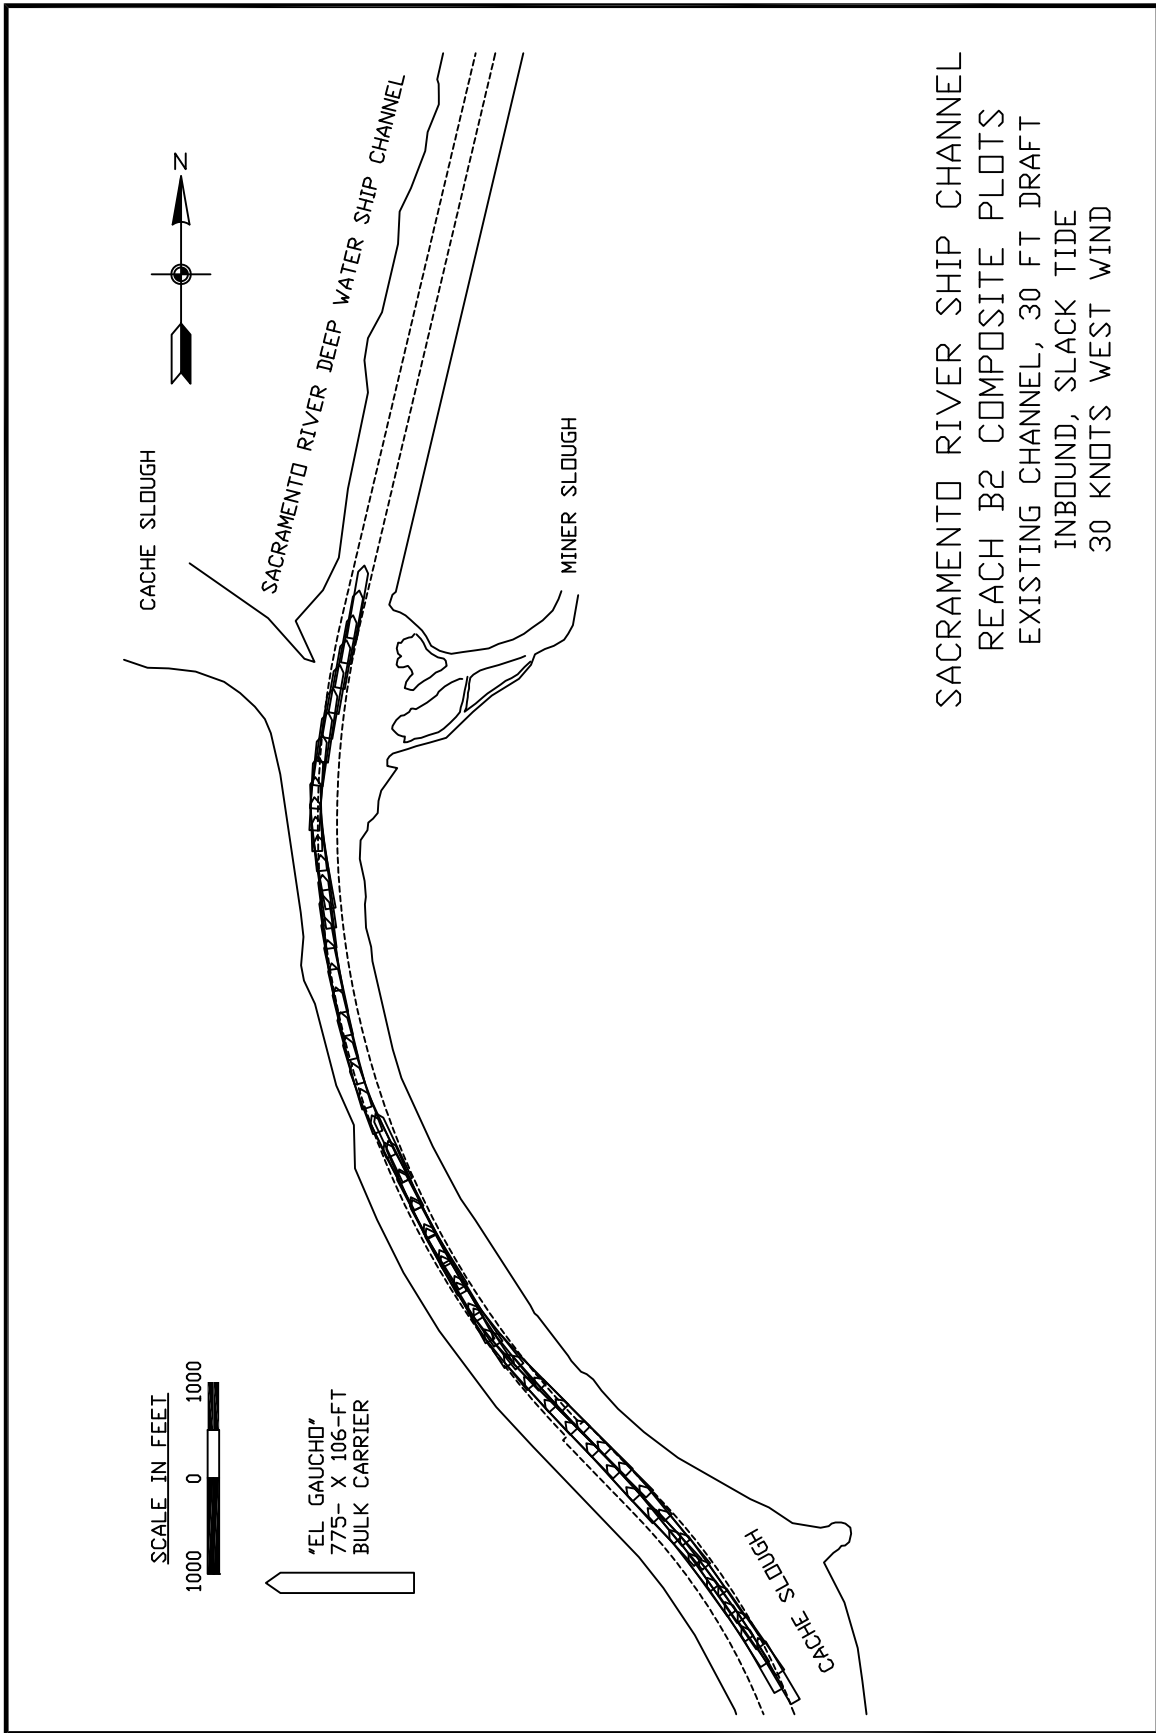 CACHE SLOUGH
N
SACRAMENTO RIVER DEEP WATER SHIP CHANNEL
MINER SLOUGH
SCALE IN FEET
1000 0 1000
"EL GAUCHO"
775- X 106-FT
BULK CARRIER
CACHE SLOUGH
SACRAMENTO RIVER SHIP CHANNEL
REACH B2 COMPOSITE PLOTS
EXISTING CHANNEL, 30 FT DRAFT
INBOUND, SLACK TIDE
30 KNOTS WEST WIND